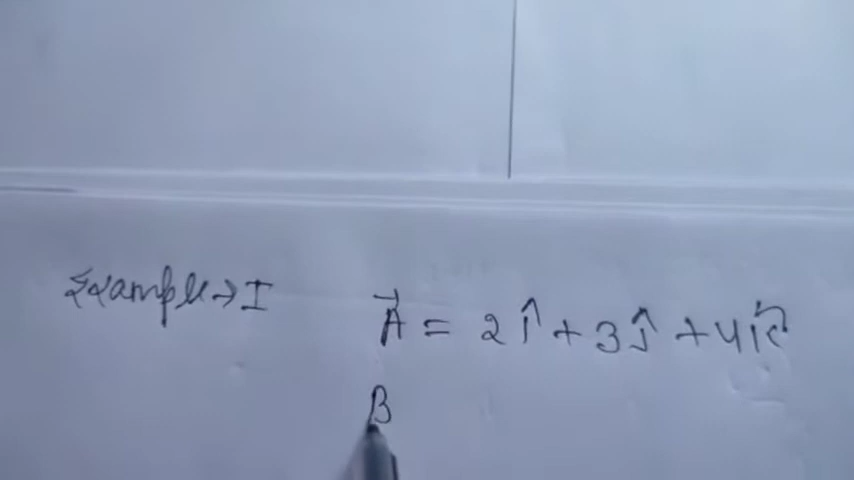 Example → I
A⃗ = 2î + 3ĵ + 4k̂
B